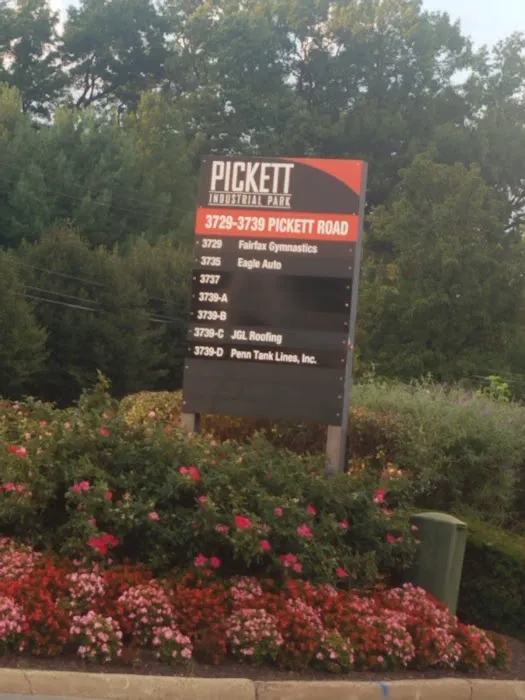 PICKETT
INDUSTRIAL PARK
3729-3739 PICKETT ROAD
3729 Fairfax Gymnastics
3735 Eagle Auto
3737
3739-A
3739-B
3739-C JGL Roofing
3739-D Penn Tank Lines, Inc.